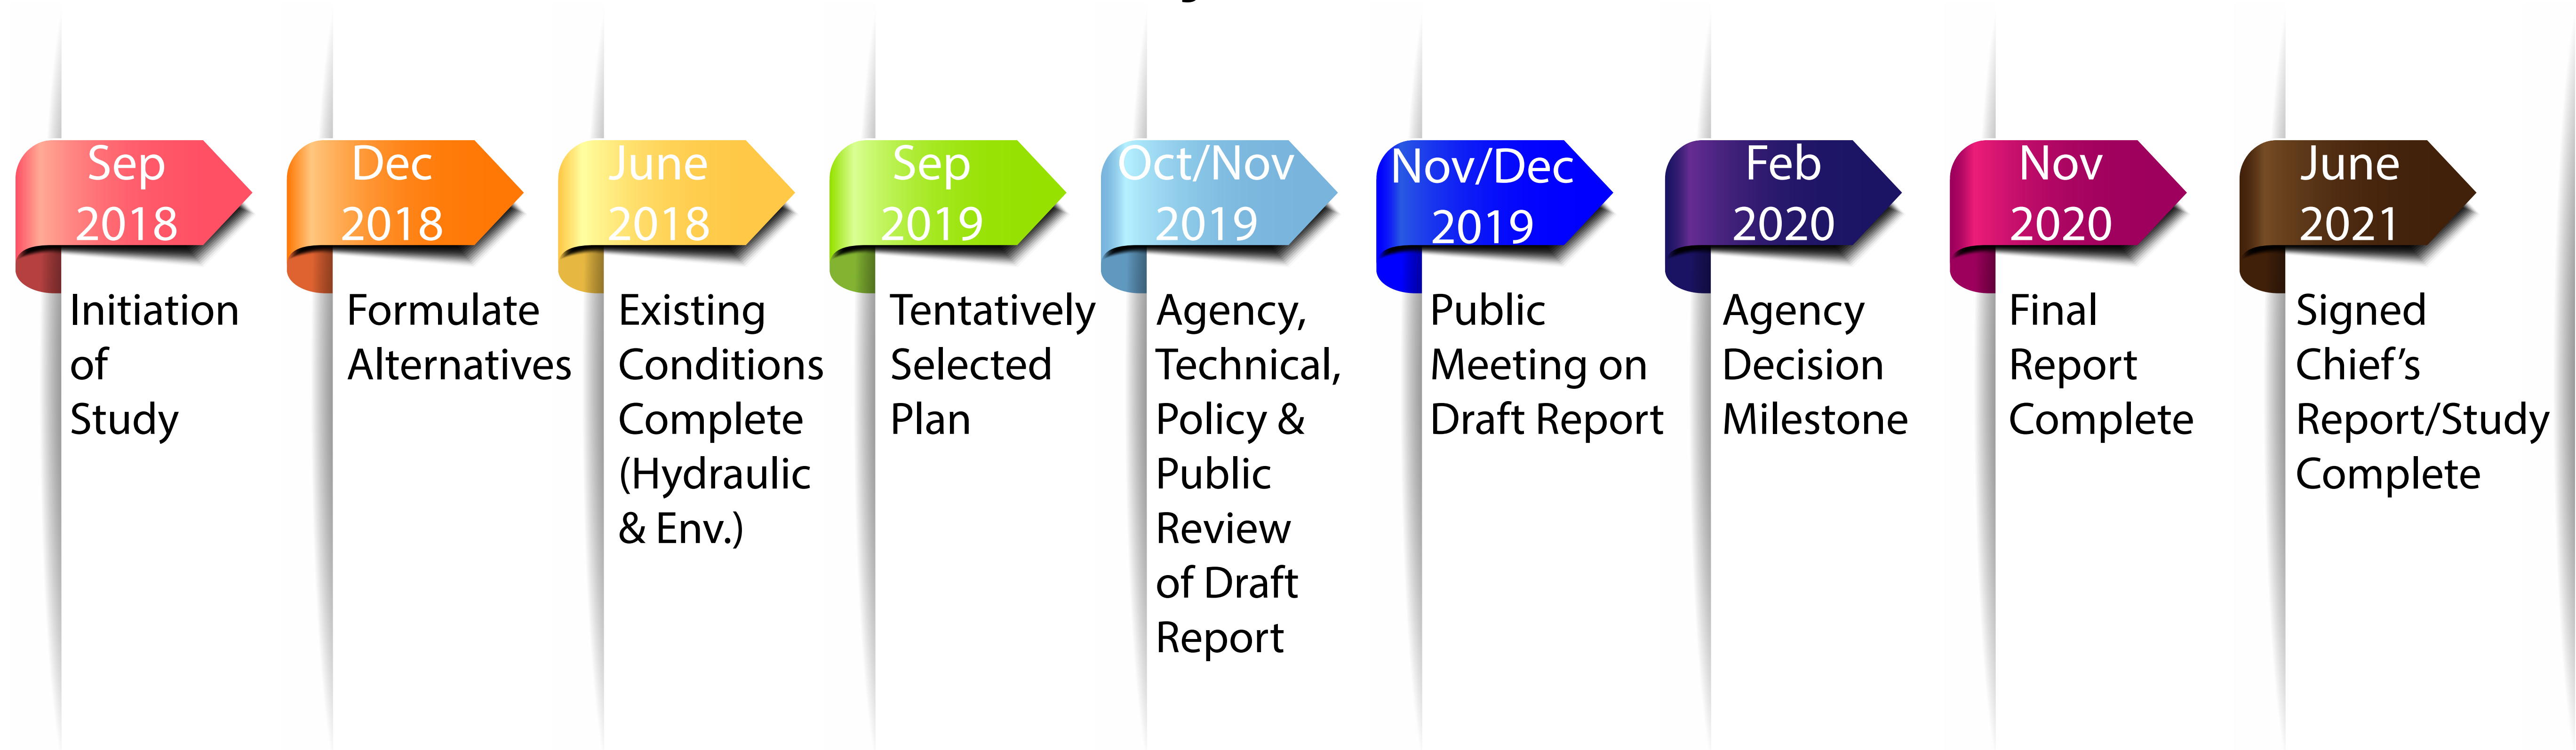 Sep
2018
Initiation
of
Study
Dec
2018
Formulate
Alternatives
June
2018
Existing
Conditions
Complete
(Hydraulic
& Env.)
Sep
2019
Tentatively
Selected
Plan
Oct/Nov
2019
Agency,
Technical,
Policy &
Public
Review
of Draft
Report
Nov/Dec
2019
Public
Meeting on
Draft Report
Feb
2020
Agency
Decision
Milestone
Nov
2020
Final
Report
Complete
June
2021
Signed
Chief’s
Report/Study
Complete